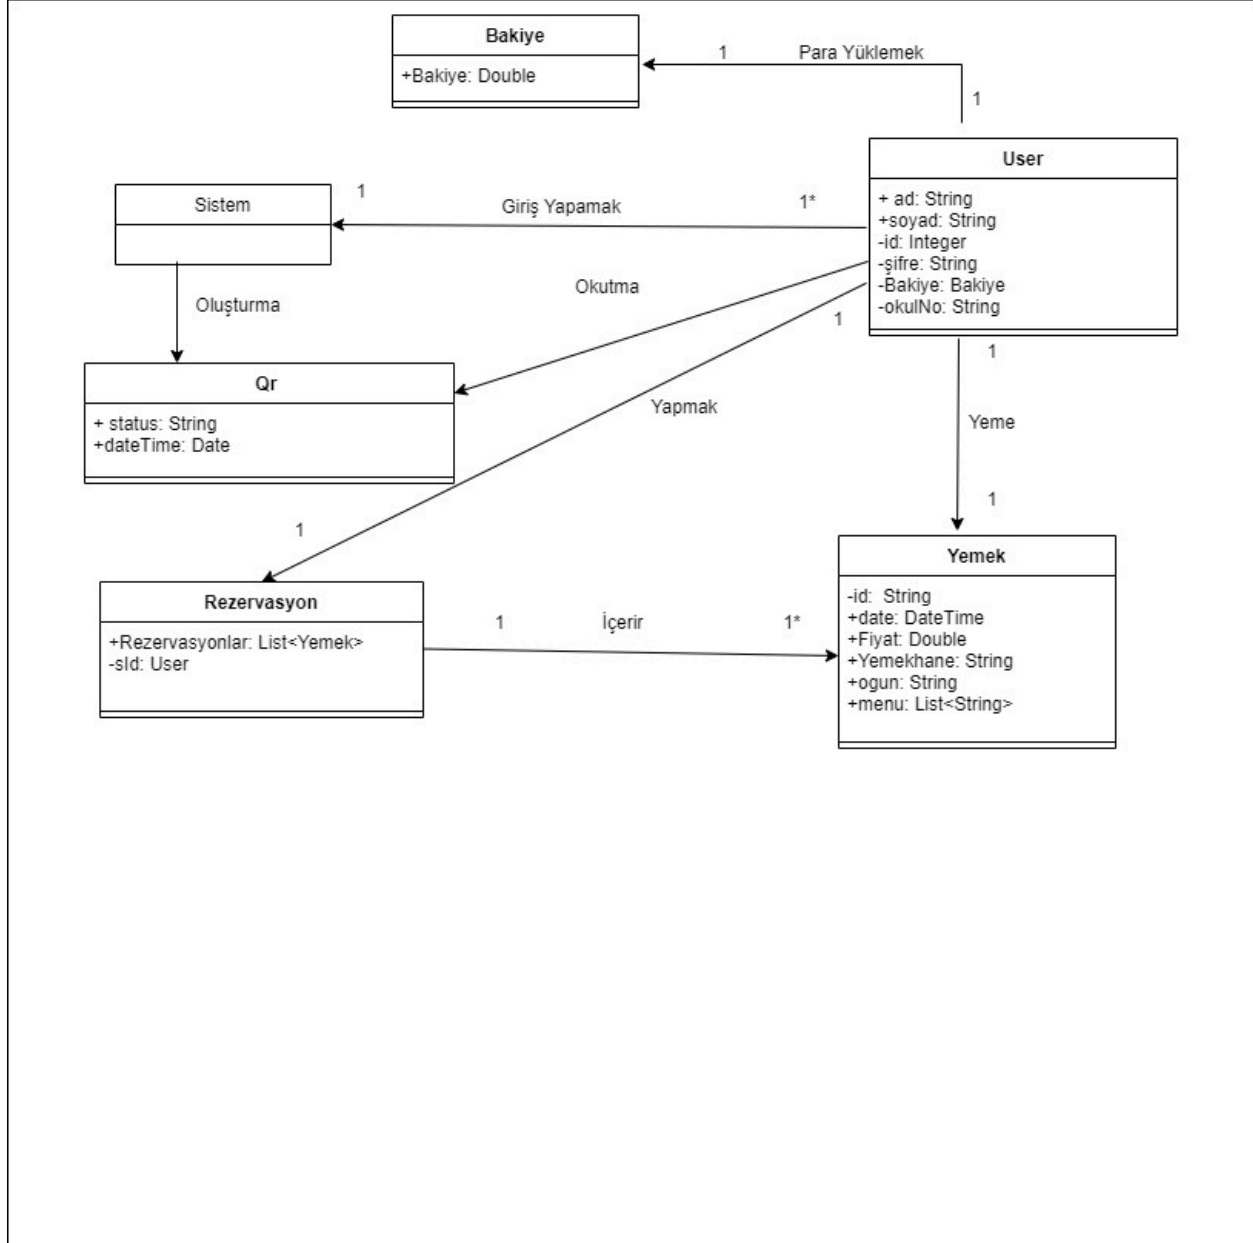 Bakiye
+Bakiye: Double
1
Para Yüklemek
1
User
+ ad: String
+soyad: String
-id: Integer
-şifre: String
-Bakiye: Bakiye
-okulNo: String
Sistem
1
Giriş Yapamak
1*
Oluşturma
Okutma
1
1
Qr
+ status: String
+dateTime: Date
Yapmak
Yeme
1
1
Rezervasyon
+Rezervasyonlar: List<Yemek>
-sId: User
1
İçerir
1*
Yemek
-id: String
+date: DateTime
+Fiyat: Double
+Yemekhane: String
+ogun: String
+menu: List<String>